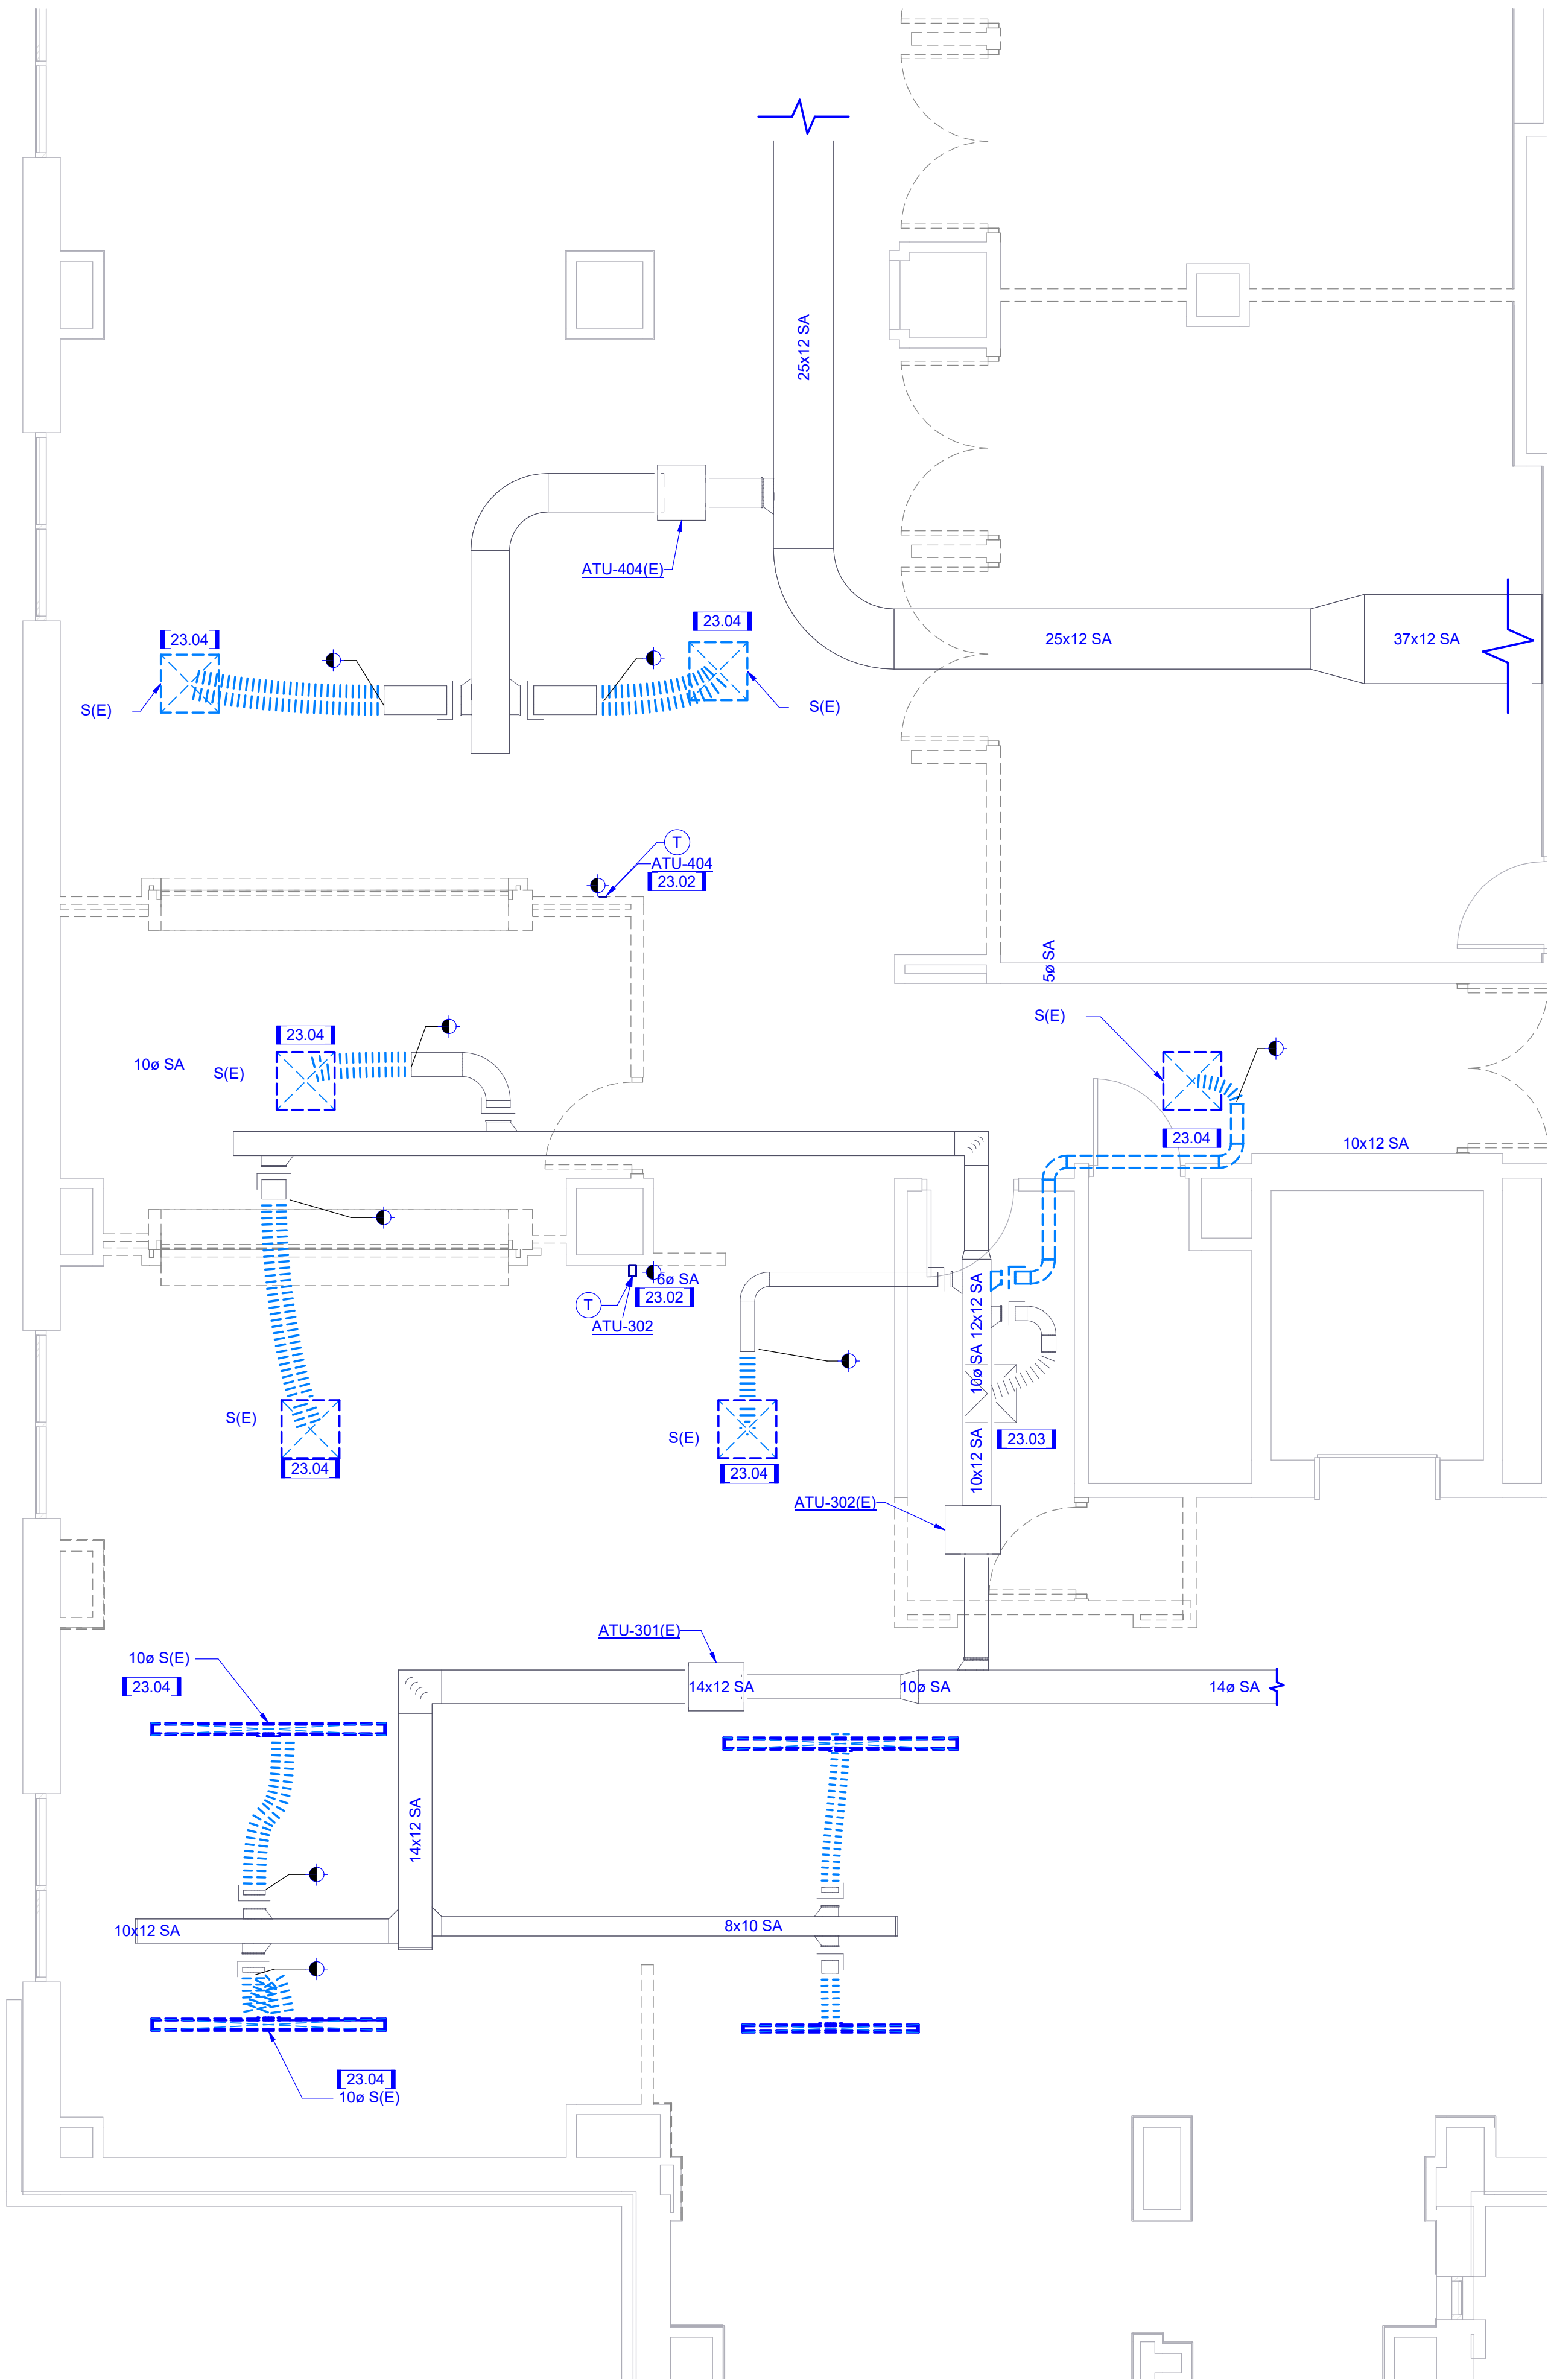 25x12 SA
ATU-404(E)
23.04
23.04
25x12 SA
37x12 SA
S(E)
S(E)
T
ATU-404
23.02
5ø SA
S(E)
23.04
10ø SA
S(E)
23.04
10x12 SA
6ø SA
23.02
T
ATU-302
12x12 SA
10ø SA
10x12 SA
S(E)
S(E)
23.03
23.04
23.04
ATU-302(E)
ATU-301(E)
10ø S(E)
23.04
14x12 SA
10ø SA
14ø SA
14x12 SA
10x12 SA
8x10 SA
23.04
10ø S(E)